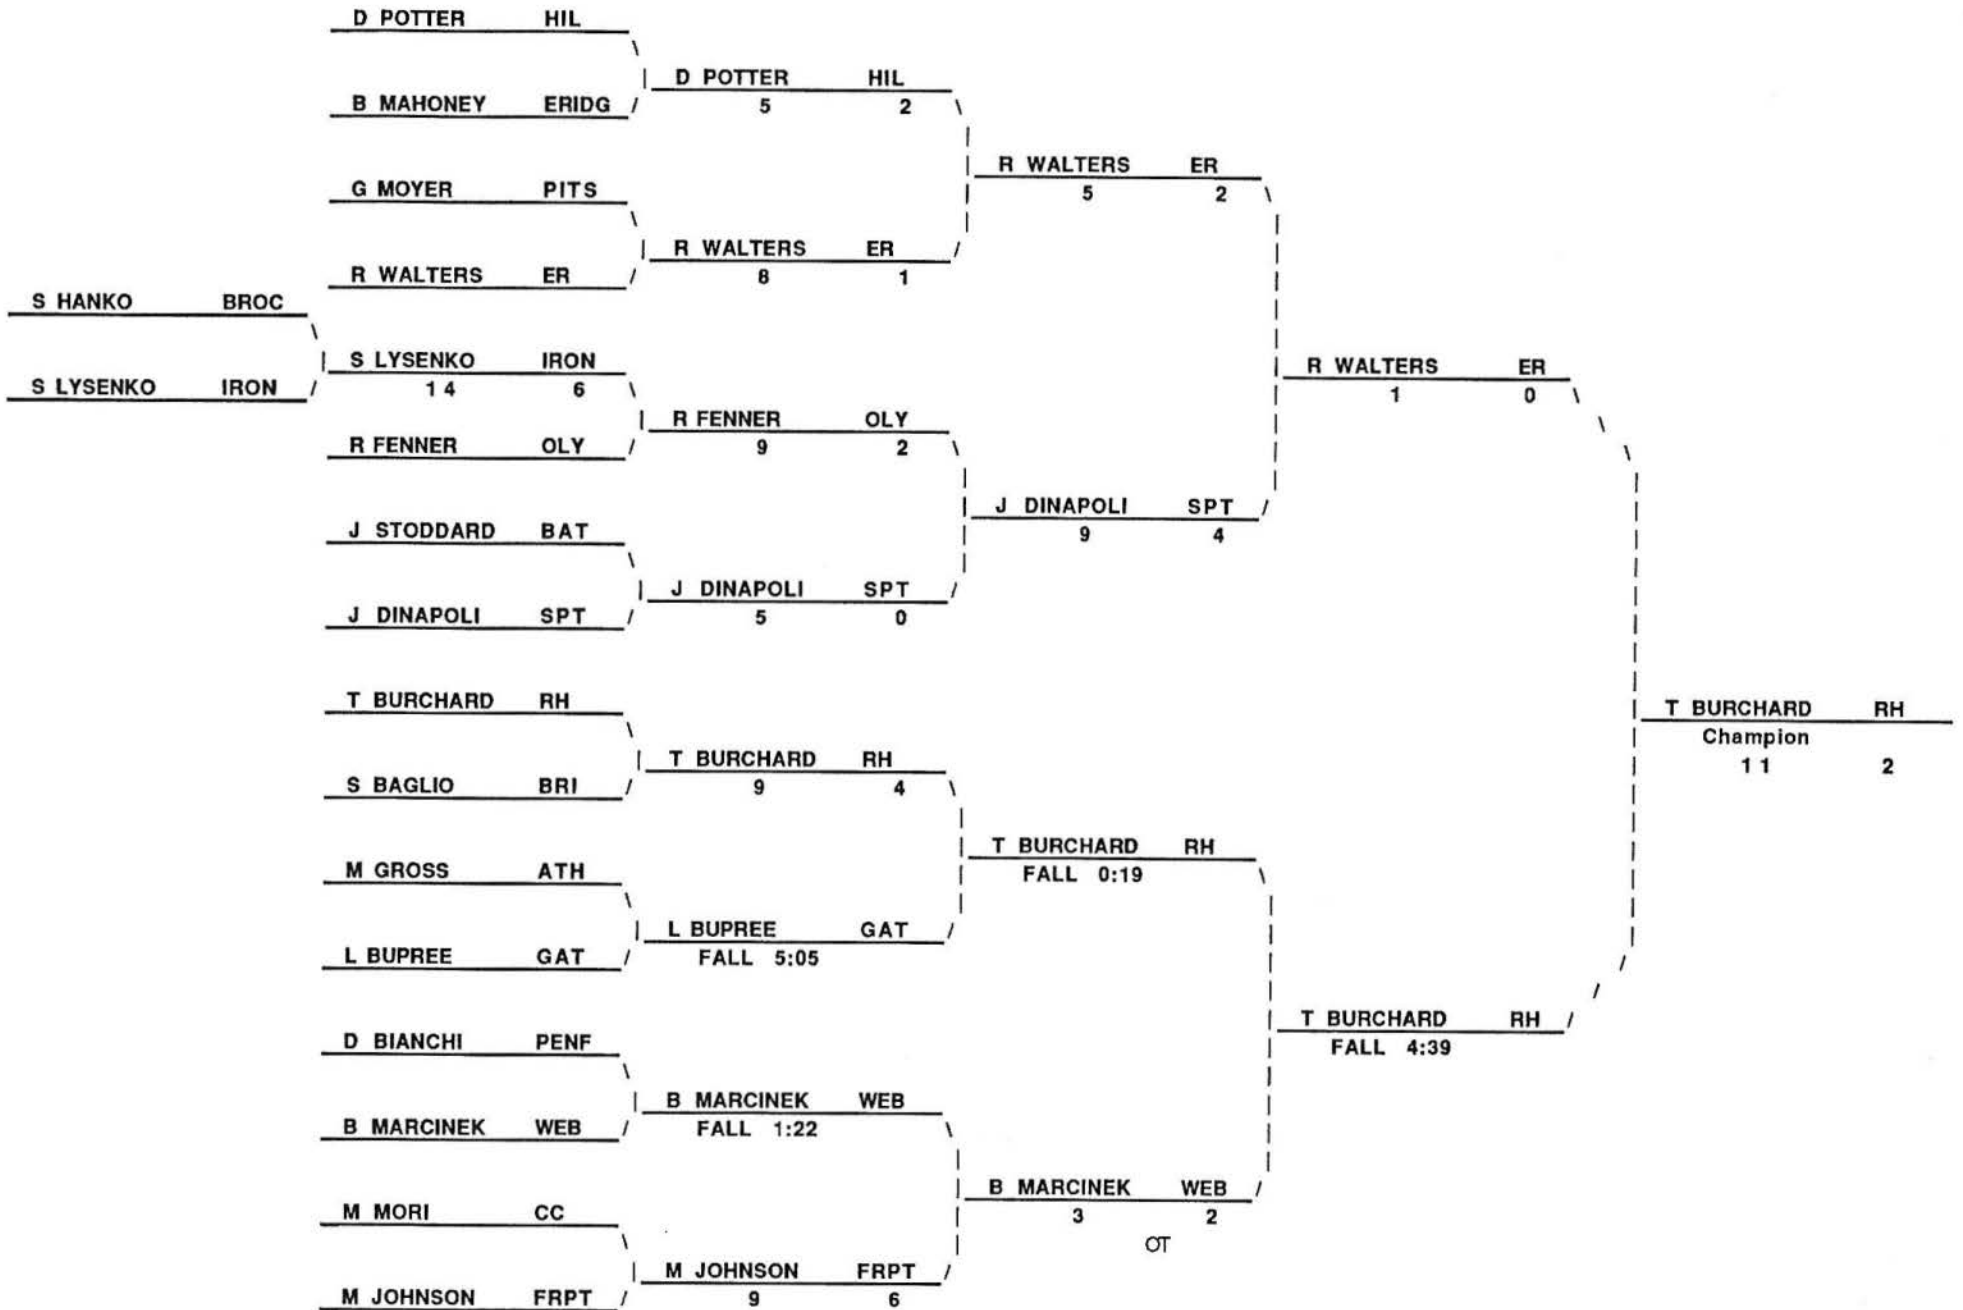 D POTTER HIL
B MAHONEY ERIDG
D POTTER HIL
5 2
G MOYER PITS
R WALTERS ER
R WALTERS ER
8 1
R WALTERS ER
5 2
S HANKO BROC
S LYSENKO IRON
S LYSENKO IRON
14 6
R FENNER OLY
R FENNER OLY
9 2
J STODDARD BAT
J DINAPOLI SPT
J DINAPOLI SPT
5 0
J DINAPOLI SPT
9 4
R WALTERS ER
1 0
T BURCHARD RH
S BAGLIO BRI
T BURCHARD RH
9 4
M GROSS ATH
L BUPREE GAT
L BUPREE GAT
FALL 5:05
T BURCHARD RH
FALL 0:19
D BIANCHI PENF
B MARCINEK WEB
B MARCINEK WEB
FALL 1:22
M MORI CC
M JOHNSON FRPT
M JOHNSON FRPT
9 6
B MARCINEK WEB
3 2
OT
T BURCHARD RH
FALL 4:39
T BURCHARD RH
Champion
11 2